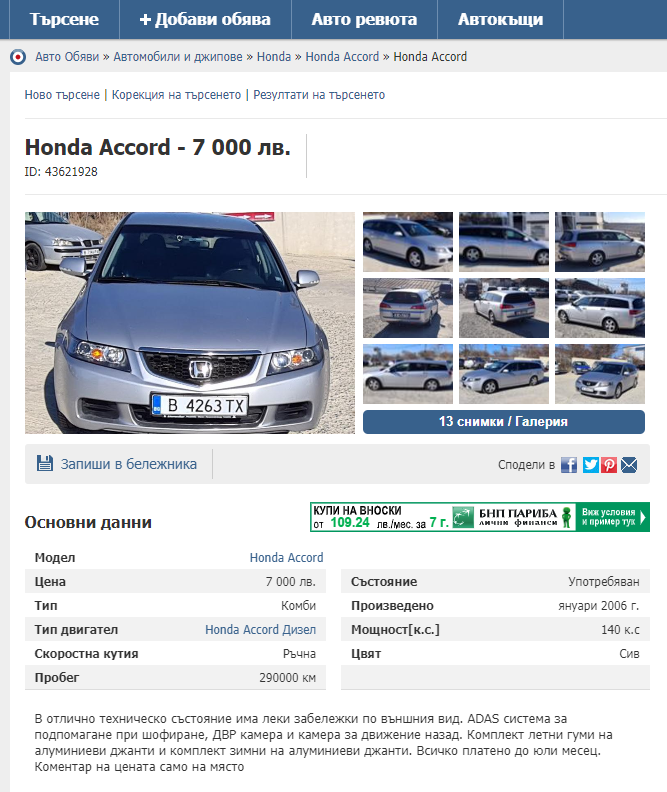 Търсене
+ Добави обява
Авто ревюта
Автокъщи
Авто Обяви » Автомобили и джипове » Honda » Honda Accord » Honda Accord
Ново търсене | Корекция на търсенето | Резултати на търсенето
Honda Accord - 7 000 лв.
ID: 43621928
B 4263 TX
13 снимки / Галерия
Запиши в бележника
Сподели в
Основни данни
КУПИ НА ВНОСКИ
от 109.24 лв./мес. за 7 г.
БНП ПАРИБА
лични финанси
Виж условия
и пример тук
Модел Honda Accord
Цена 7 000 лв.
Състояние Употребяван
Тип Комби
Произведено януари 2006 г.
Тип двигател Honda Accord Дизел
Мощност[к.с.] 140 к.с
Скоростна кутия Ръчна
Цвят Сив
Пробег 290000 км
В отлично техническо състояние има леки забележки по външния вид. ADAS система за
подпомагане при шофиране, ДВР камера и камера за движение назад. Комплект летни гуми на
алуминиеви джанти и комплект зимни на алуминиеви джанти. Всичко платено до юли месец.
Коментар на цената само на място